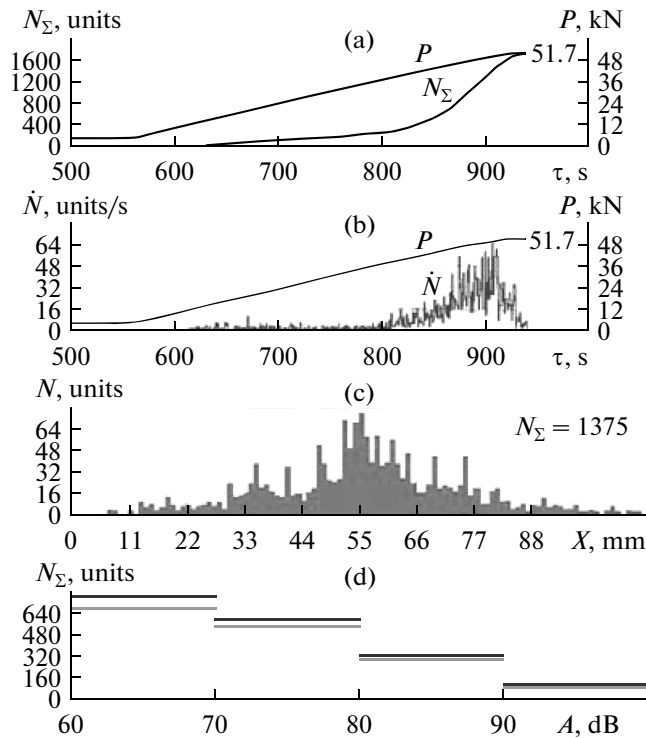 N_Σ, units (a) P, kN
1600 P 51.7 48
1200 N_Σ 36
800 24
400 12
0 0
500 600 700 800 900 τ, s
Ṅ, units/s (b) P, kN
64 P 51.7 48
48 Ṅ 36
32 24
16 12
0 0
500 600 700 800 900 τ, s
N, units (c)
64 N_Σ = 1375
48
32
16
0
0 11 22 33 44 55 66 77 88 X, mm
N_Σ, units (d)
640
480
320
160
0
60 70 80 90 A, dB